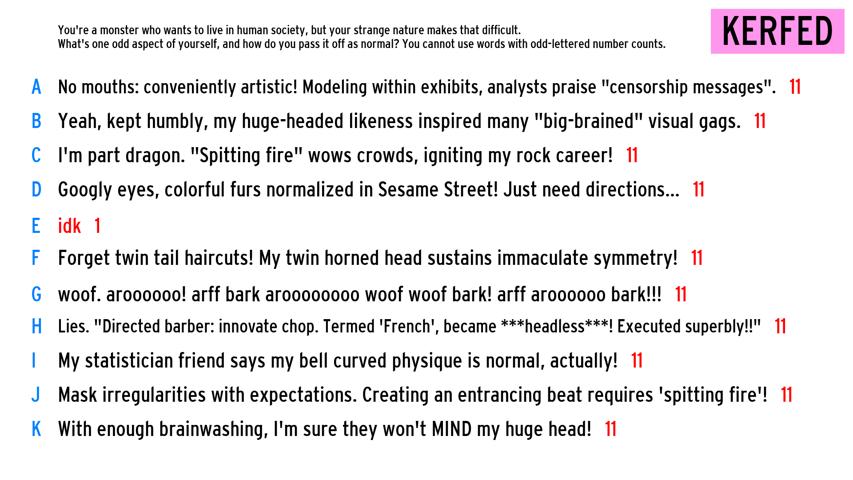 You're a monster who wants to live in human society, but your strange nature makes that difficult.
What's one odd aspect of yourself, and how do you pass it off as normal? You cannot use words with odd-lettered number counts.
KERFED
A No mouths: conveniently artistic! Modeling within exhibits, analysts praise "censorship messages". 11
B Yeah, kept humbly, my huge-headed likeness inspired many "big-brained" visual gags. 11
C I'm part dragon. "Spitting fire" wows crowds, igniting my rock career! 11
D Googly eyes, colorful furs normalized in Sesame Street! Just need directions... 11
E idk 1
F Forget twin tail haircuts! My twin horned head sustains immaculate symmetry! 11
G woof. aroooooo! arff bark aroooooooo woof woof bark! arff aroooooo bark!!! 11
H Lies. "Directed barber: innovate chop. Termed 'French', became ***headless***! Executed superbly!!" 11
I My statistician friend says my bell curved physique is normal, actually! 11
J Mask irregularities with expectations. Creating an entrancing beat requires 'spitting fire'! 11
K With enough brainwashing, I'm sure they won't MIND my huge head! 11